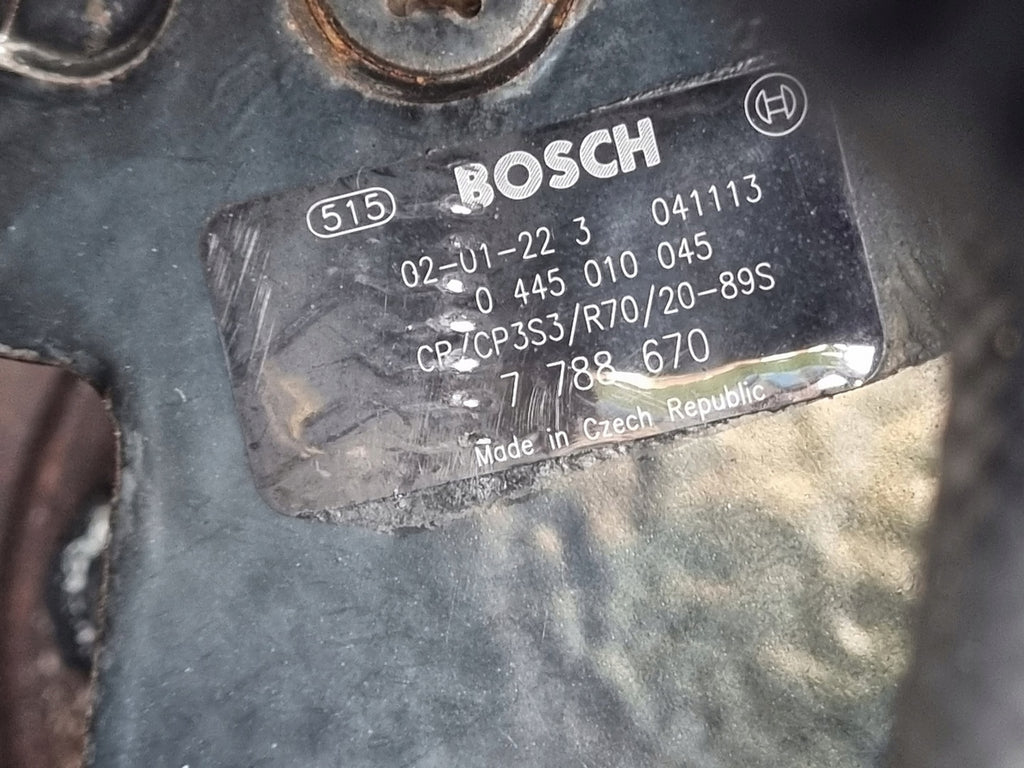 BOSCH
515
02-01-22 3 041113
0 445 010 045
CR/CP3S3/R70/20-89S
7 788 670
Made in Czech Republic